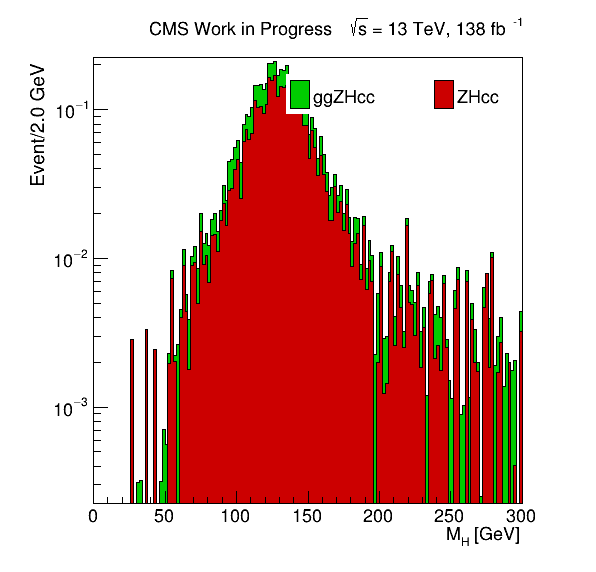 CMS Work in Progress √s = 13 TeV, 138 fb⁻¹
Event/2.0 GeV
ggZHcc ZHcc
10⁻¹
10⁻²
10⁻³
0 50 100 150 200 250 300
M_H [GeV]